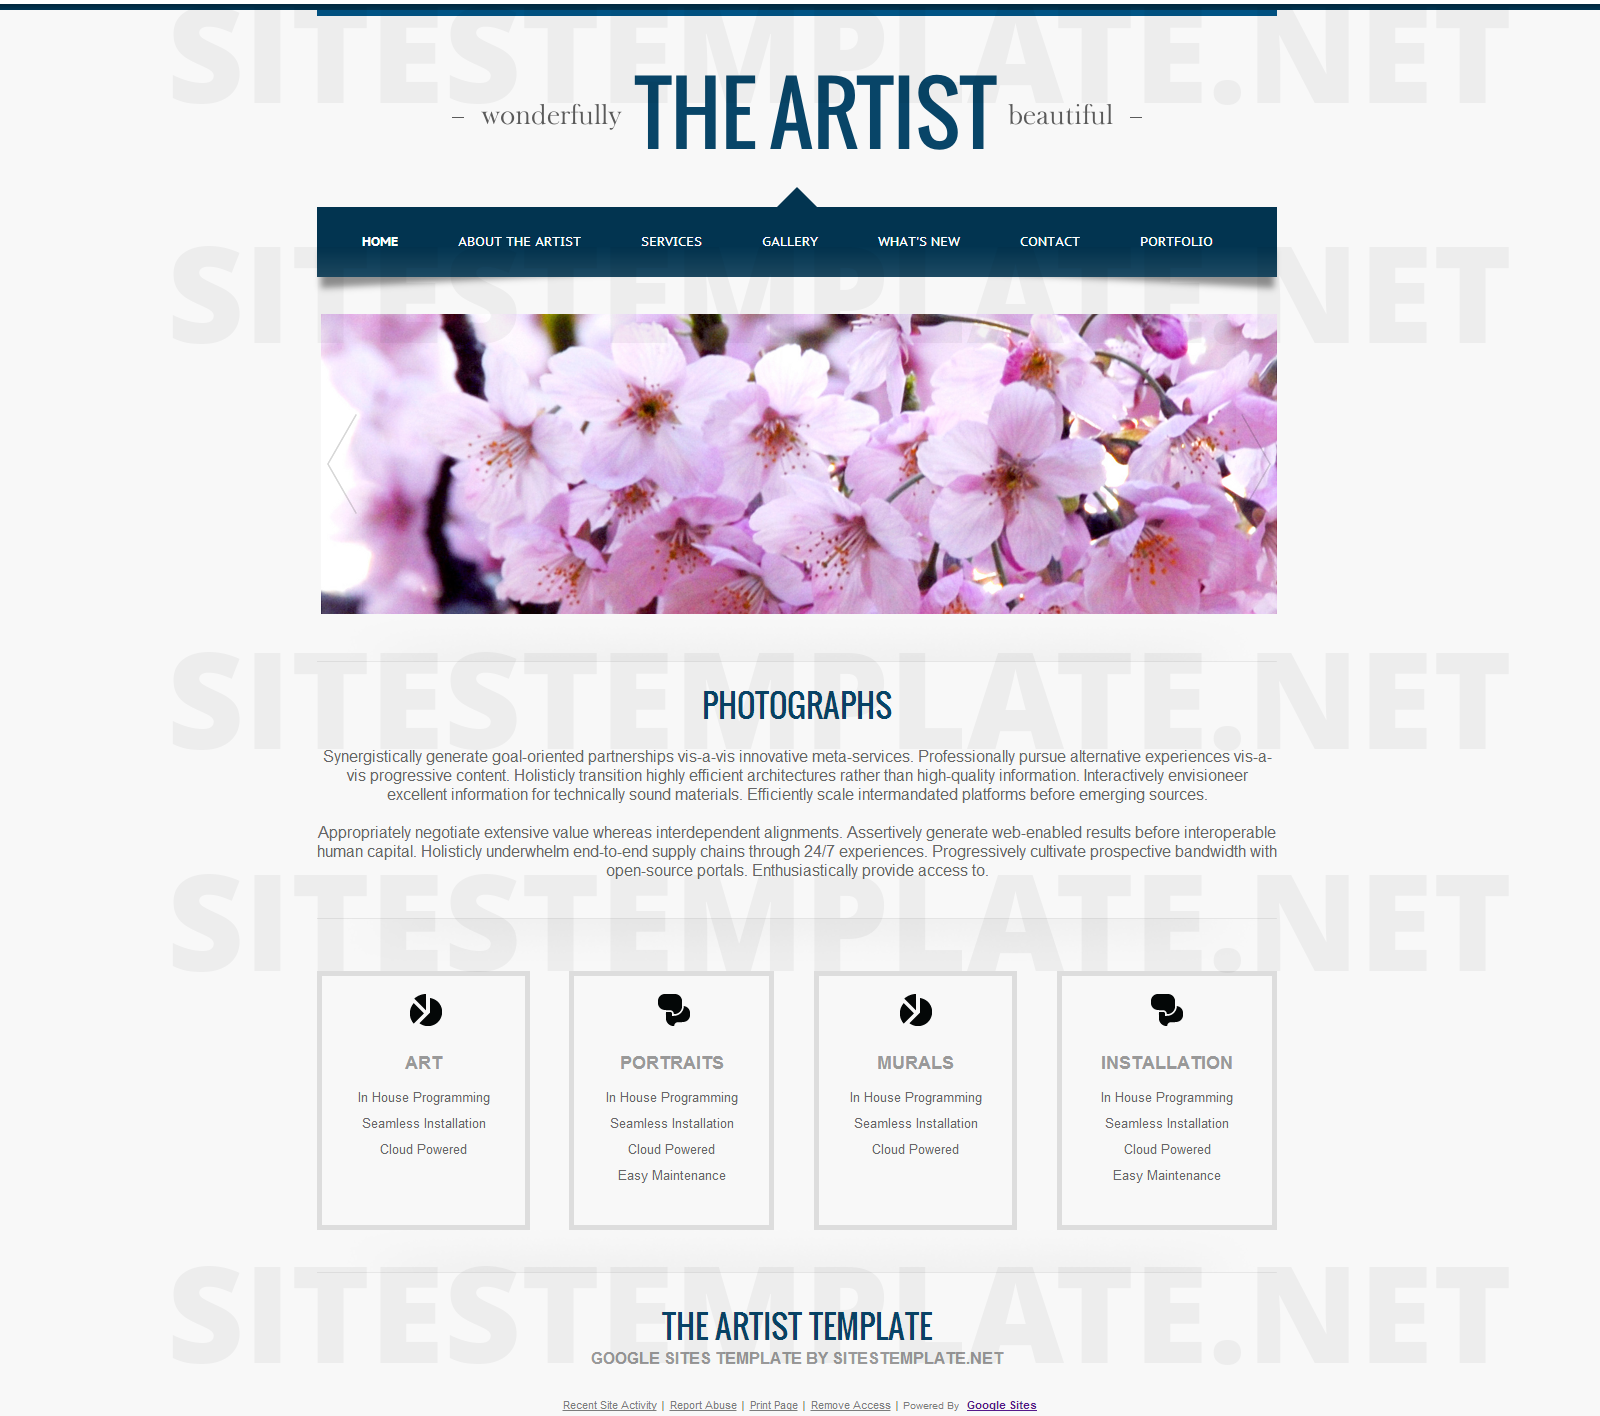 SITESTEMPLATE.NET
– wonderfully THE ARTIST beautiful –
HOME ABOUT THE ARTIST SERVICES GALLERY WHAT'S NEW CONTACT PORTFOLIO
SITESTEMPLATE.NET
SITESTEMPLATE.NET
PHOTOGRAPHS
Synergistically generate goal-oriented partnerships vis-a-vis innovative meta-services. Professionally pursue alternative experiences vis-a-
vis progressive content. Holisticly transition highly efficient architectures rather than high-quality information. Interactively envisioneer
excellent information for technically sound materials. Efficiently scale intermandated platforms before emerging sources.
Appropriately negotiate extensive value whereas interdependent alignments. Assertively generate web-enabled results before interoperable
human capital. Holisticly underwhelm end-to-end supply chains through 24/7 experiences. Progressively cultivate prospective bandwidth with
open-source portals. Enthusiastically provide access to.
SITESTEMPLATE.NET
ART
In House Programming
Seamless Installation
Cloud Powered
PORTRAITS
In House Programming
Seamless Installation
Cloud Powered
Easy Maintenance
MURALS
In House Programming
Seamless Installation
Cloud Powered
INSTALLATION
In House Programming
Seamless Installation
Cloud Powered
Easy Maintenance
SITESTEMPLATE.NET
THE ARTIST TEMPLATE
GOOGLE SITES TEMPLATE BY SITESTEMPLATE.NET
Recent Site Activity | Report Abuse | Print Page | Remove Access | Powered By Google Sites